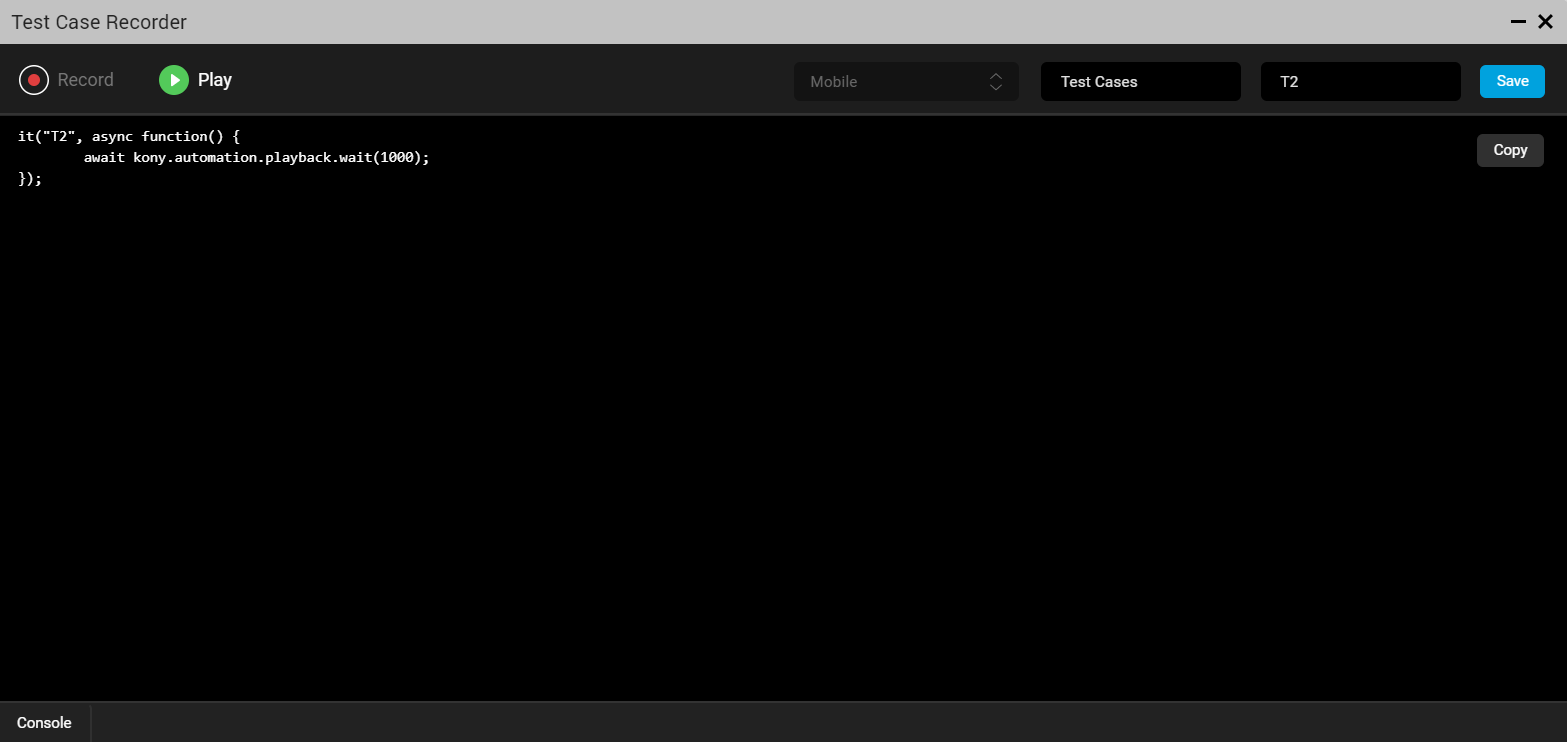 Test Case Recorder
Record
Play
Mobile
Test Cases
T2
Save
it("T2", async function() {
        await kony.automation.playback.wait(1000);
});
Copy
Console